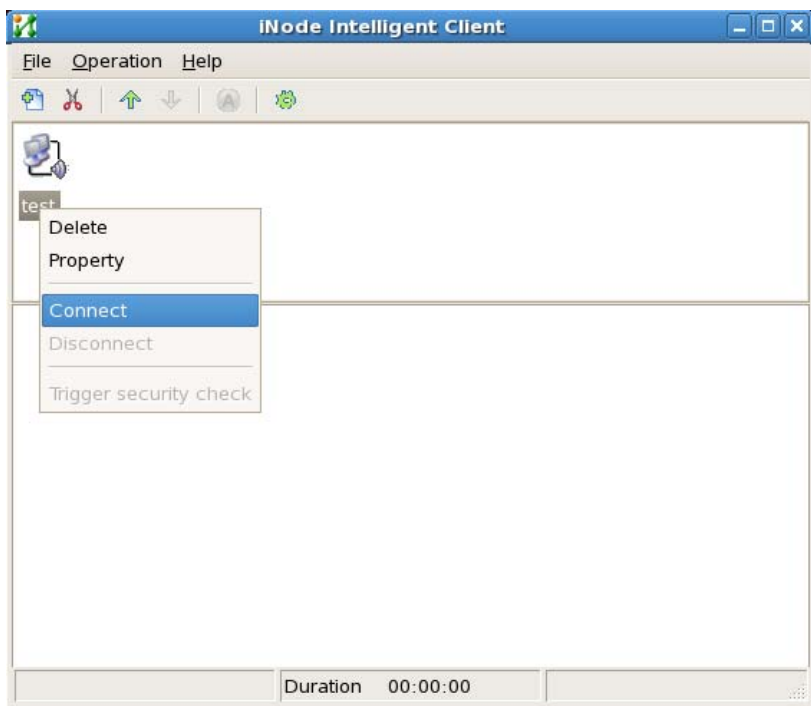 iNode Intelligent Client
File Operation Help
test
Delete
Property
Connect
Disconnect
Trigger security check
Duration 00:00:00